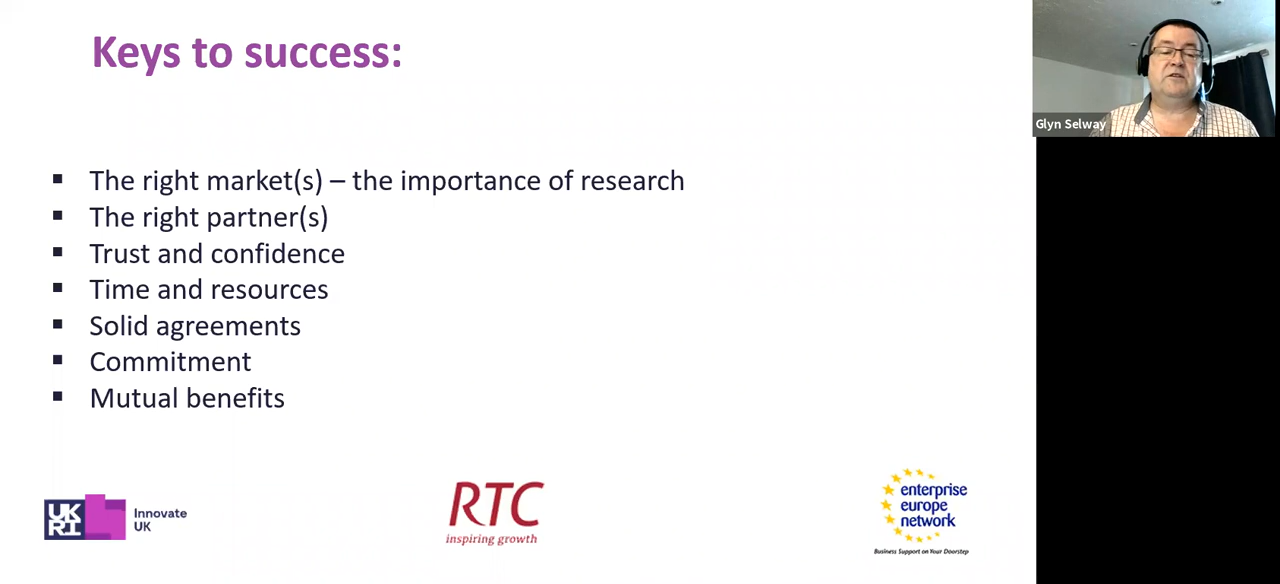 Keys to success:
Glyn Selway
▪ The right market(s) – the importance of research
▪ The right partner(s)
▪ Trust and confidence
▪ Time and resources
▪ Solid agreements
▪ Commitment
▪ Mutual benefits
UK
RI
Innovate
UK
RTC
inspiring growth
enterprise
europe
network
Business Support on Your Doorstep